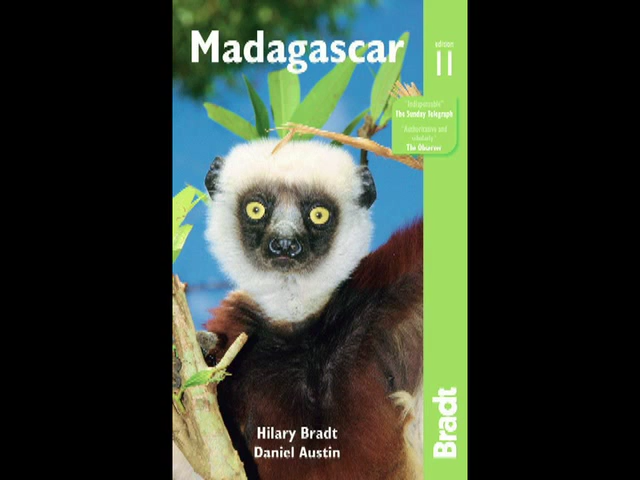 Madagascar
edition
11
"Indispensable"
The Sunday Telegraph
"Authoritative and
scholarly"
The Observer
Hilary Bradt
Daniel Austin
Bradt